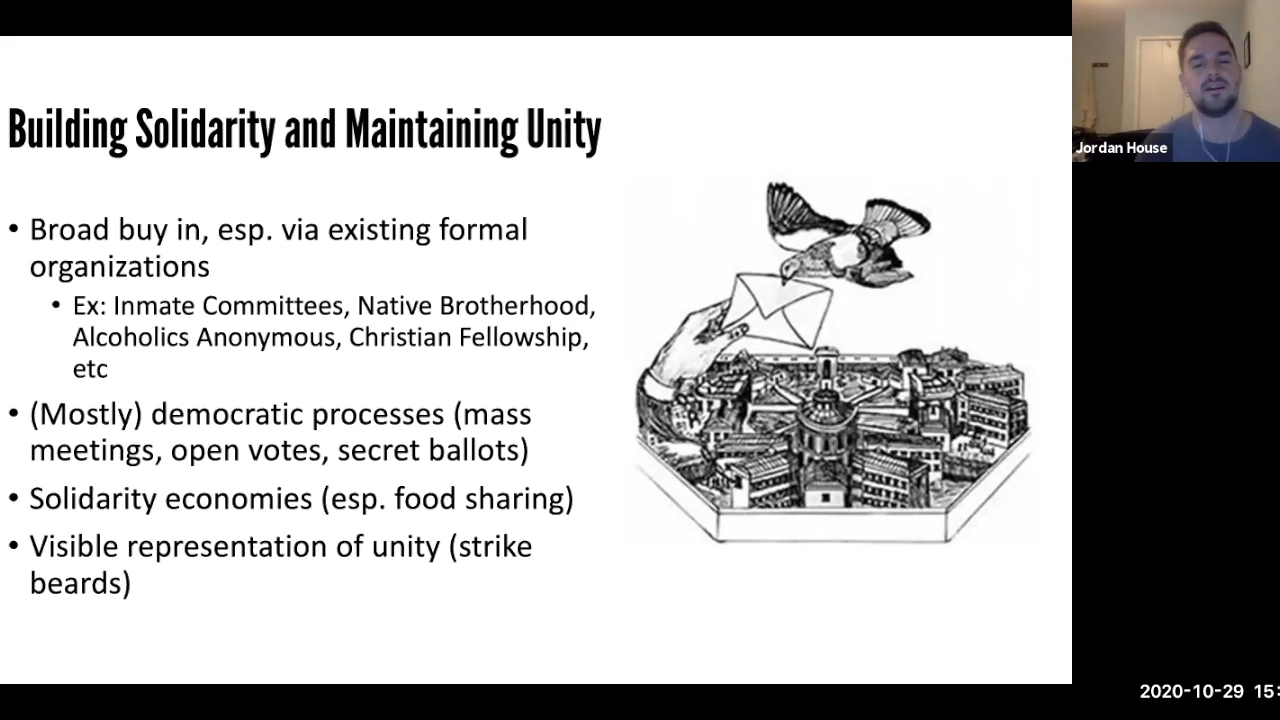 Building Solidarity and Maintaining Unity
• Broad buy in, esp. via existing formal
organizations
• Ex: Inmate Committees, Native Brotherhood,
Alcoholics Anonymous, Christian Fellowship,
etc
• (Mostly) democratic processes (mass
meetings, open votes, secret ballots)
• Solidarity economies (esp. food sharing)
• Visible representation of unity (strike
beards)
Jordan House
2020-10-29 15: